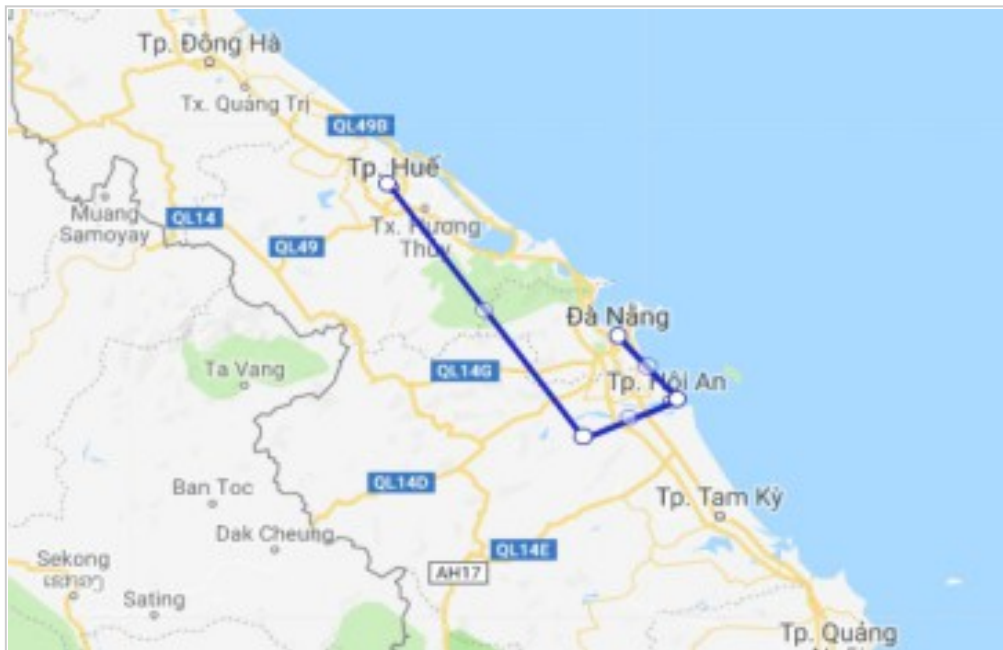 Tp. Đông Hà
Tx. Quảng Trị
QL49B
Tp. Huế
Muang
Samoyay
QL14
QL49
Tx. Hương
Thủy
Đà Nẵng
Ta Vang
QL14G
Tp. Hội An
QL14D
Ban Toc
Tp. Tam Kỳ
Dak Cheung
QL14E
Sekong
AH17
Sating
Tp. Quảng